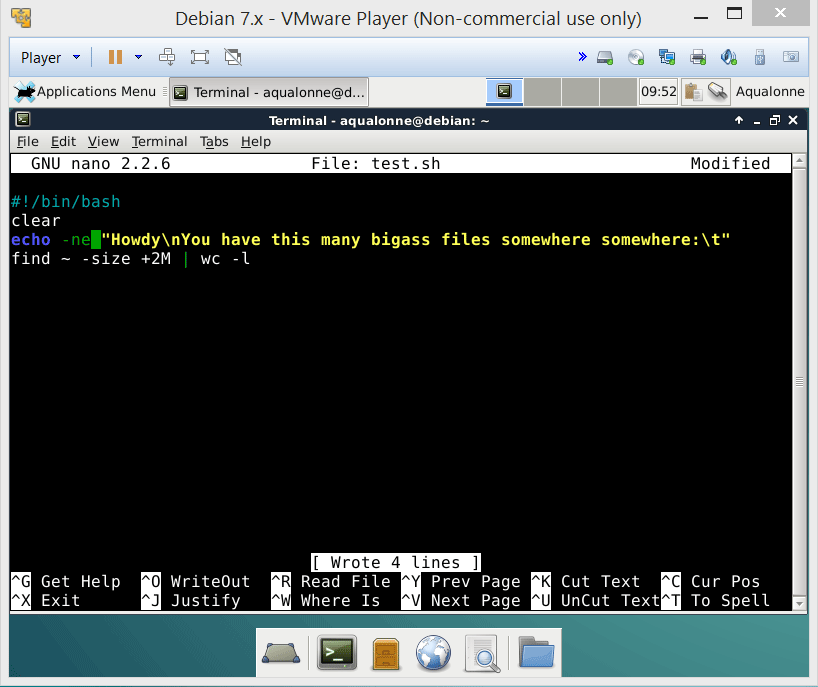 Debian 7.x - VMware Player (Non-commercial use only)
Player
Applications Menu
Terminal - aqualonne@d...
09:52
Aqualonne
Terminal - aqualonne@debian: ~
File Edit View Terminal Tabs Help
GNU nano 2.2.6 File: test.sh Modified
#!/bin/bash
clear
echo -ne "Howdy\nYou have this many bigass files somewhere somewhere:\t"
find ~ -size +2M | wc -l
[ Wrote 4 lines ]
^G Get Help ^O WriteOut ^R Read File ^Y Prev Page ^K Cut Text ^C Cur Pos
^X Exit ^J Justify ^W Where Is ^V Next Page ^U UnCut Text ^T To Spell